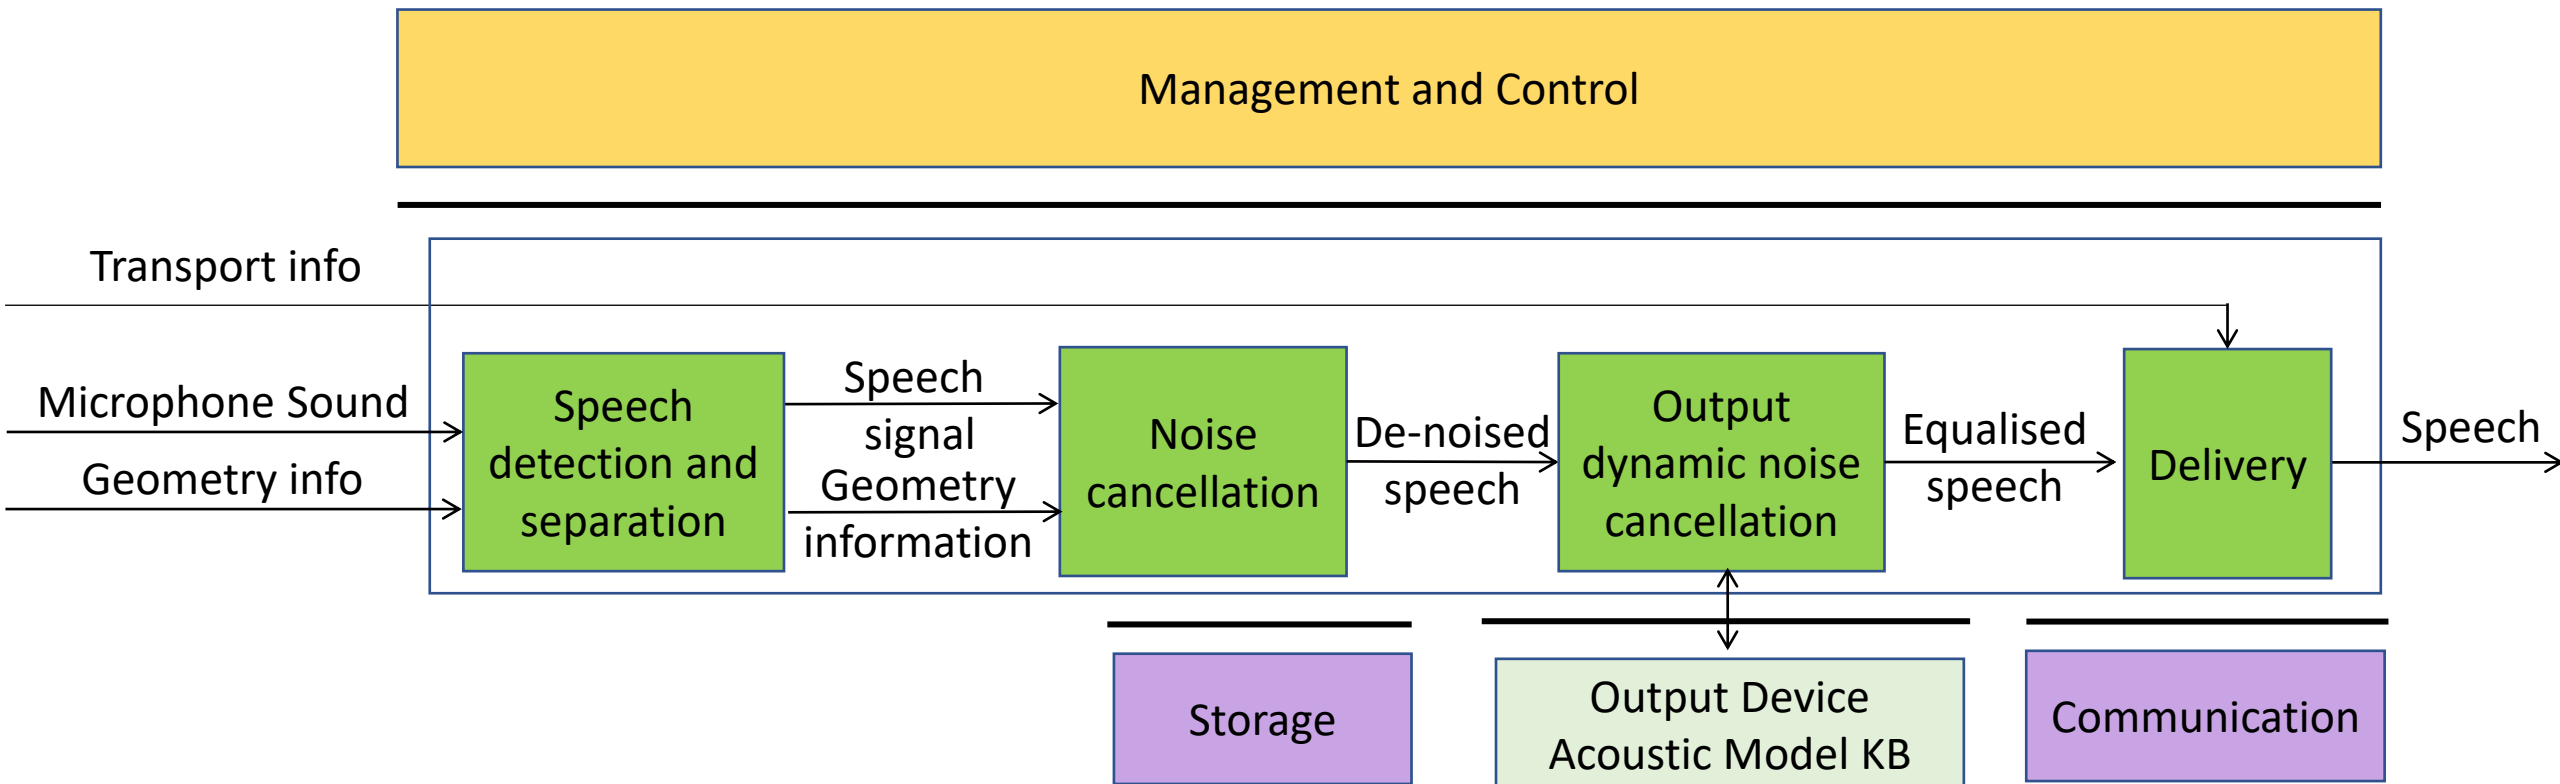 Management and Control
Transport info
Microphone Sound
Geometry info
Speech
detection and
separation
Speech
signal
Geometry
information
Noise
cancellation
De-noised
speech
Output
dynamic noise
cancellation
Equalised
speech
Delivery
Speech
Storage
Output Device
Acoustic Model KB
Communication